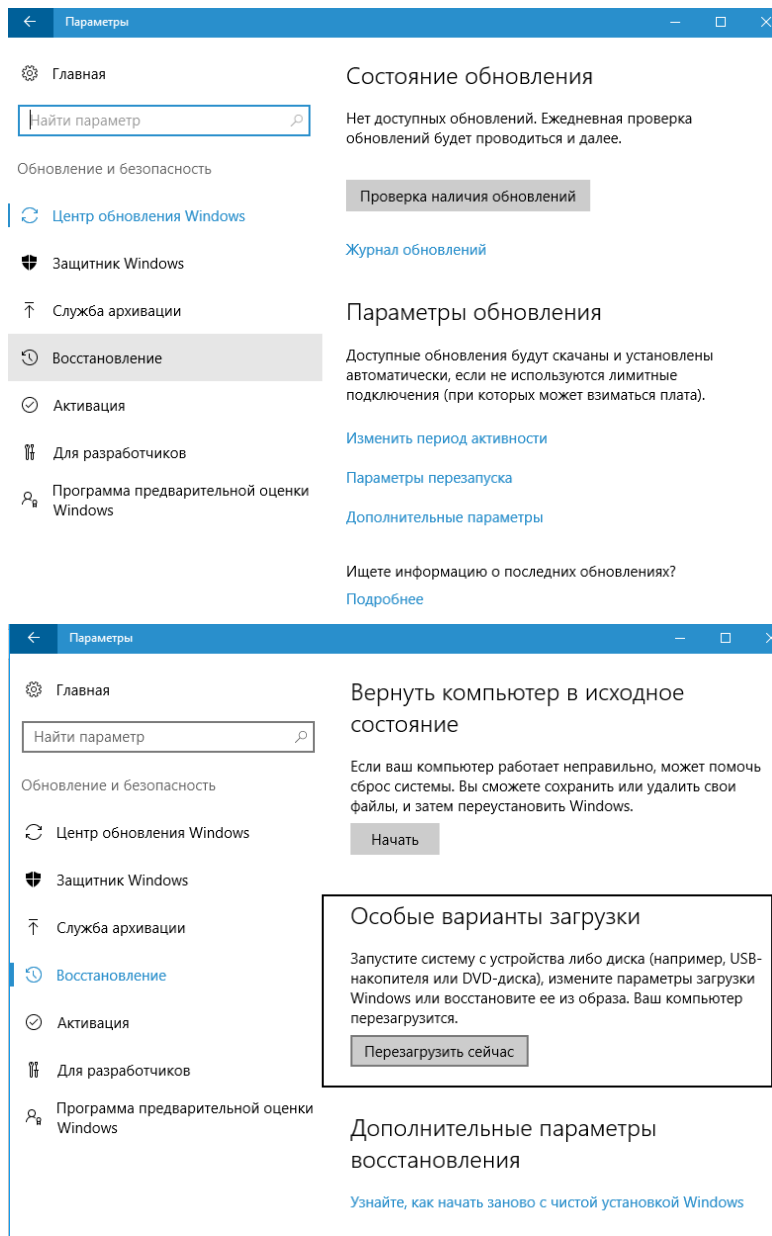 Параметры
Главная
Найти параметр
Обновление и безопасность
Центр обновления Windows
Защитник Windows
Служба архивации
Восстановление
Активация
Для разработчиков
Программа предварительной оценки
Windows
Состояние обновления
Нет доступных обновлений. Ежедневная проверка
обновлений будет проводиться и далее.
Проверка наличия обновлений
Журнал обновлений
Параметры обновления
Доступные обновления будут скачаны и установлены
автоматически, если не используются лимитные
подключения (при которых может взиматься плата).
Изменить период активности
Параметры перезапуска
Дополнительные параметры
Ищете информацию о последних обновлениях?
Подробнее
Параметры
Главная
Найти параметр
Обновление и безопасность
Центр обновления Windows
Защитник Windows
Служба архивации
Восстановление
Активация
Для разработчиков
Программа предварительной оценки
Windows
Вернуть компьютер в исходное
состояние
Если ваш компьютер работает неправильно, может помочь
сброс системы. Вы сможете сохранить или удалить свои
файлы, и затем переустановить Windows.
Начать
Особые варианты загрузки
Запустите систему с устройства либо диска (например, USB-
накопителя или DVD-диска), измените параметры загрузки
Windows или восстановите ее из образа. Ваш компьютер
перезагрузится.
Перезагрузить сейчас
Дополнительные параметры
восстановления
Узнайте, как начать заново с чистой установкой Windows